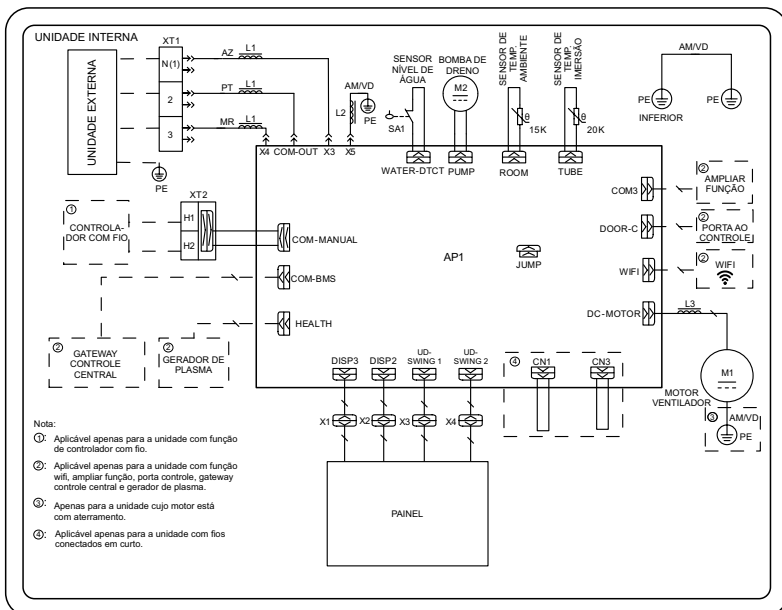 UNIDADE INTERNA
UNIDADE EXTERNA
XT1
N(1)
2
3
AZ
L1
PT
L1
MR
L1
PE
AM/VD
L2
PE
X4
COM-OUT
X3
X5
SENSOR
NÍVEL DE
ÁGUA
SA1
WATER-DTCT
BOMBA DE
DRENO
M2
PUMP
SENSOR DE
TEMP.
AMBIENTE
θ
15K
ROOM
SENSOR DE
TEMP.
IMERSÃO
θ
20K
TUBE
AM/VD
PE
PE
INFERIOR
①
CONTROLA-
DOR COM FIO
XT2
H1
H2
COM-MANUAL
COM-BMS
HEALTH
②
GATEWAY
CONTROLE
CENTRAL
②
GERADOR DE
PLASMA
AP1
JUMP
COM3
②
AMPLIAR
FUNÇÃO
DOOR-C
②
PORTA AO
CONTROLE
WIFI
②
WIFI
DC-MOTOR
L3
M1
MOTOR
VENTILADOR
③
AM/VD
PE
DISP3
DISP2
UD-
SWING 1
UD-
SWING 2
④
CN1
CN3
X1
X2
X3
X4
PAINEL
Nota:
①: Aplicável apenas para a unidade com função
de controlador com fio.
②: Aplicável apenas para a unidade com função
wifi, ampliar função, porta controle, gateway
controle central e gerador de plasma.
③: Apenas para a unidade cujo motor está
com aterramento.
④: Aplicável apenas para a unidade com fios
conectados em curto.